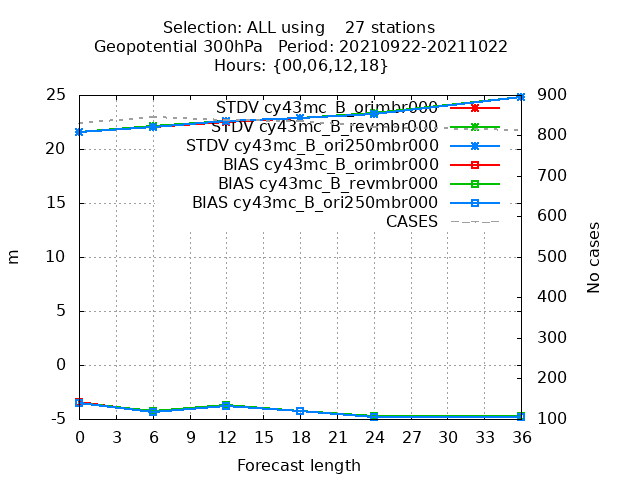 Selection: ALL using    27 stations
Geopotential 300hPa   Period: 20210922-20211022
Hours: {00,06,12,18}
25
20
15
10
5
0
-5
m
STDV cy43mc_B_orimbr000
STDV cy43mc_B_revmbr000
STDV cy43mc_B_ori250mbr000
BIAS cy43mc_B_orimbr000
BIAS cy43mc_B_revmbr000
BIAS cy43mc_B_ori250mbr000
CASES
900
800
700
600
500
400
300
200
100
No cases
0 3 6 9 12 15 18 21 24 27 30 33 36
Forecast length